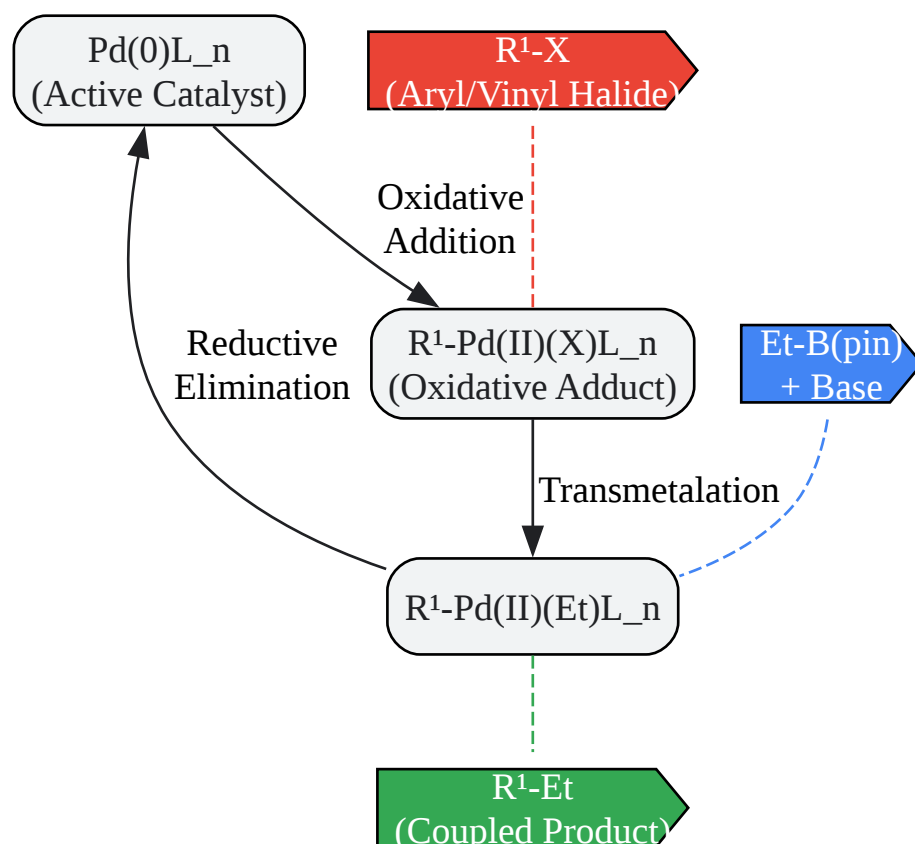 Pd(0)L_n
(Active Catalyst)
R¹-X
(Aryl/Vinyl Halide)
Oxidative
Addition
Reductive
Elimination
R¹-Pd(II)(X)L_n
(Oxidative Adduct)
Et-B(pin)
+ Base
Transmetalation
R¹-Pd(II)(Et)L_n
R¹-Et
(Coupled Product)